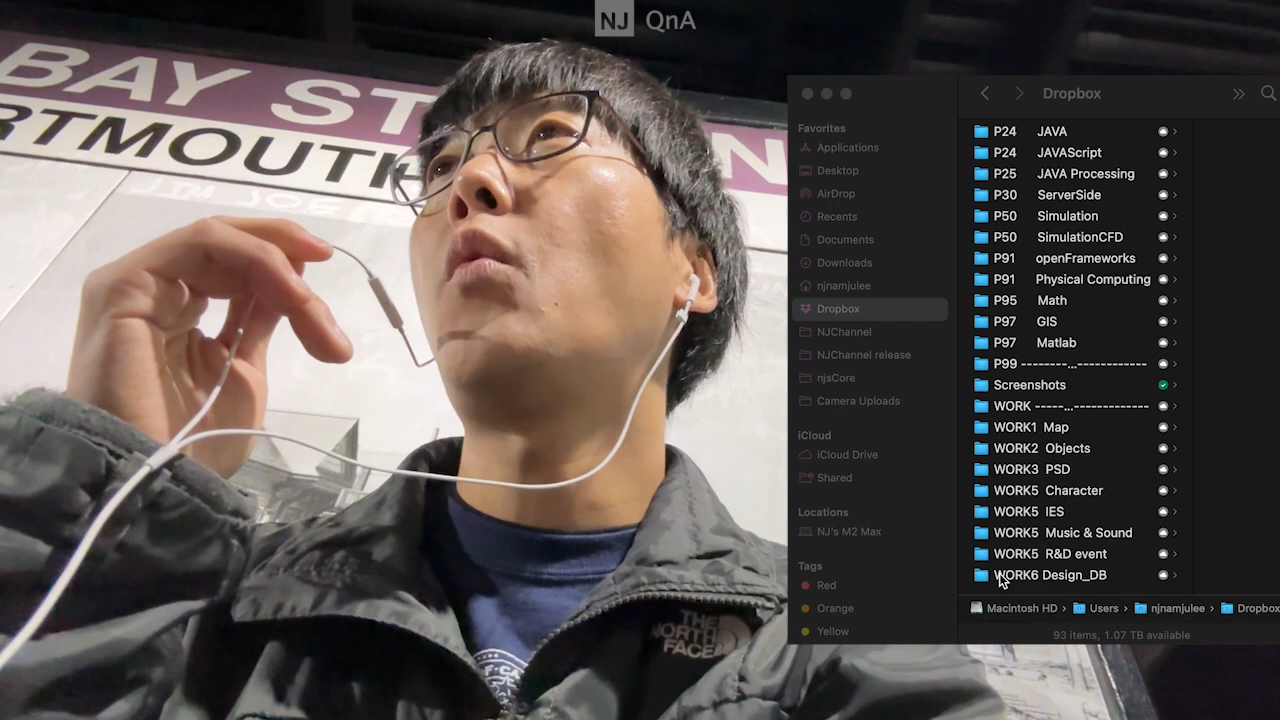 NJ QnA
BAY ST N
RTMOUTH
THE
NORTH
FACE
Dropbox
Favorites
Applications
Desktop
AirDrop
Recents
Documents
Downloads
njnamjulee
Dropbox
NJChannel
NJChannel release
njsCore
Camera Uploads
iCloud
iCloud Drive
Shared
Locations
NJ's M2 Max
Tags
Red
Orange
Yellow
P24 JAVA
P24 JAVAScript
P25 JAVA Processing
P30 ServerSide
P50 Simulation
P50 SimulationCFD
P91 openFrameworks
P91 Physical Computing
P95 Math
P97 GIS
P97 Matlab
P99 --------...-------------
Screenshots
WORK -----...-------------
WORK1 Map
WORK2 Objects
WORK3 PSD
WORK5 Character
WORK5 IES
WORK5 Music & Sound
WORK5 R&D event
WORK6 Design_DB
Macintosh HD › Users › njnamjulee › Dropbox
93 items, 1.07 TB available